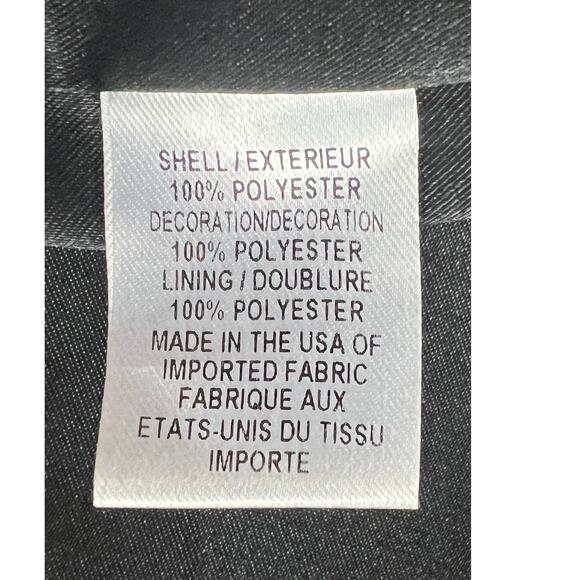 SHELL / EXTERIEUR
100% POLYESTER
DECORATION/DECORATION
100% POLYESTER
LINING / DOUBLURE
100% POLYESTER
MADE IN THE USA OF
IMPORTED FABRIC
FABRIQUE AUX
ETATS-UNIS DU TISSU
IMPORTE